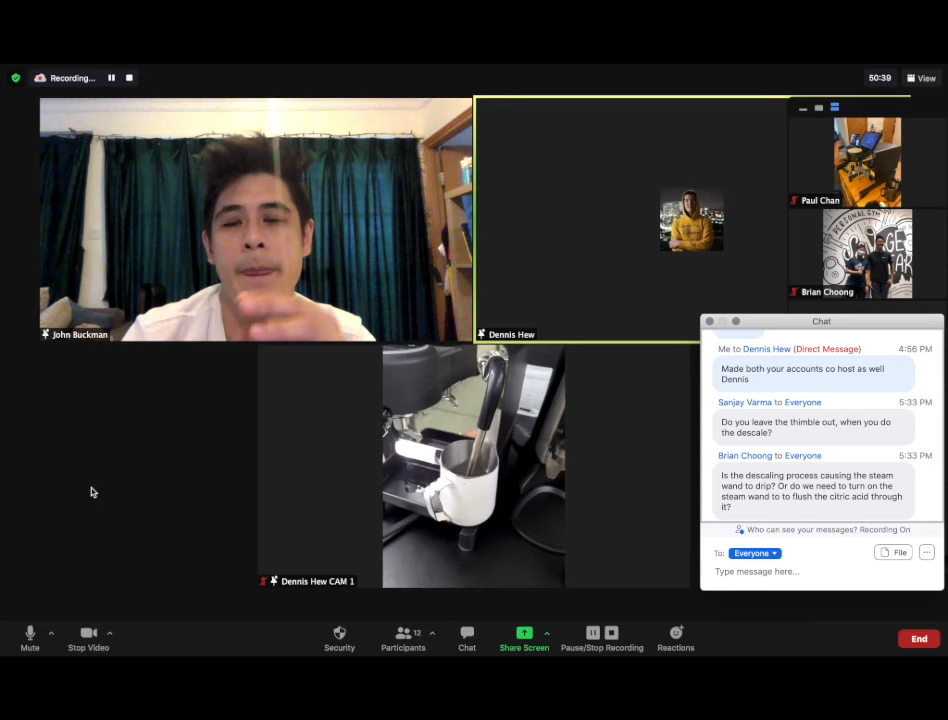 Recording...
50:39
View
John Buckman
Dennis Hew
Paul Chan
PERSONAL GYM
Brian Choong
Dennis Hew CAM 1
Chat
Me to Dennis Hew (Direct Message) 4:56 PM
Made both your accounts co host as well
Dennis
Sanjay Varma to Everyone 5:33 PM
Do you leave the thimble out, when you do
the descale?
Brian Choong to Everyone 5:33 PM
Is the descaling process causing the steam
wand to drip? Or do we need to turn on the
steam wand to to flush the citric acid through
it?
Who can see your messages? Recording On
To: Everyone
File
Type message here...
Mute
Stop Video
Security
12
Participants
Chat
Share Screen
Pause/Stop Recording
Reactions
End